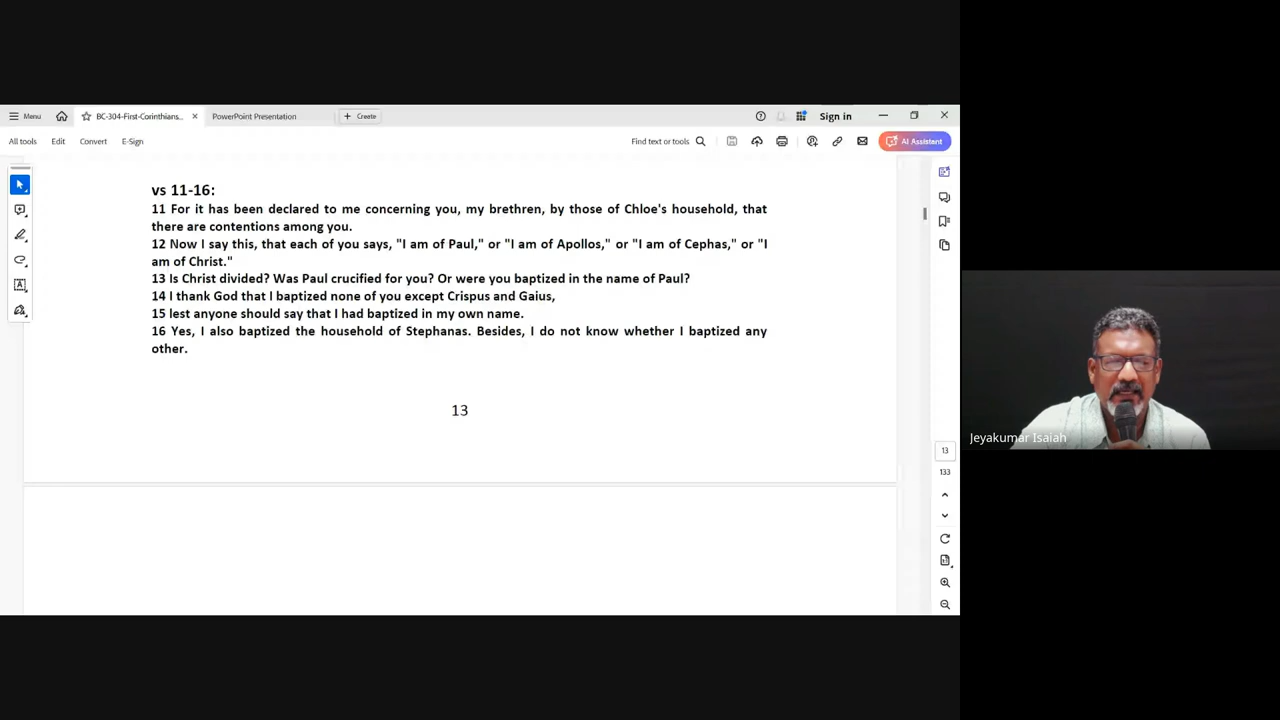 Menu
BC-304-First-Corinthians...
PowerPoint Presentation
Create
Sign in
All tools
Edit
Convert
E-Sign
Find text or tools
AI Assistant
vs 11-16:
11 For it has been declared to me concerning you, my brethren, by those of Chloe's household, that
there are contentions among you.
12 Now I say this, that each of you says, "I am of Paul," or "I am of Apollos," or "I am of Cephas," or "I
am of Christ."
13 Is Christ divided? Was Paul crucified for you? Or were you baptized in the name of Paul?
14 I thank God that I baptized none of you except Crispus and Gaius,
15 lest anyone should say that I had baptized in my own name.
16 Yes, I also baptized the household of Stephanas. Besides, I do not know whether I baptized any
other.
13
13
133
Jeyakumar Isaiah